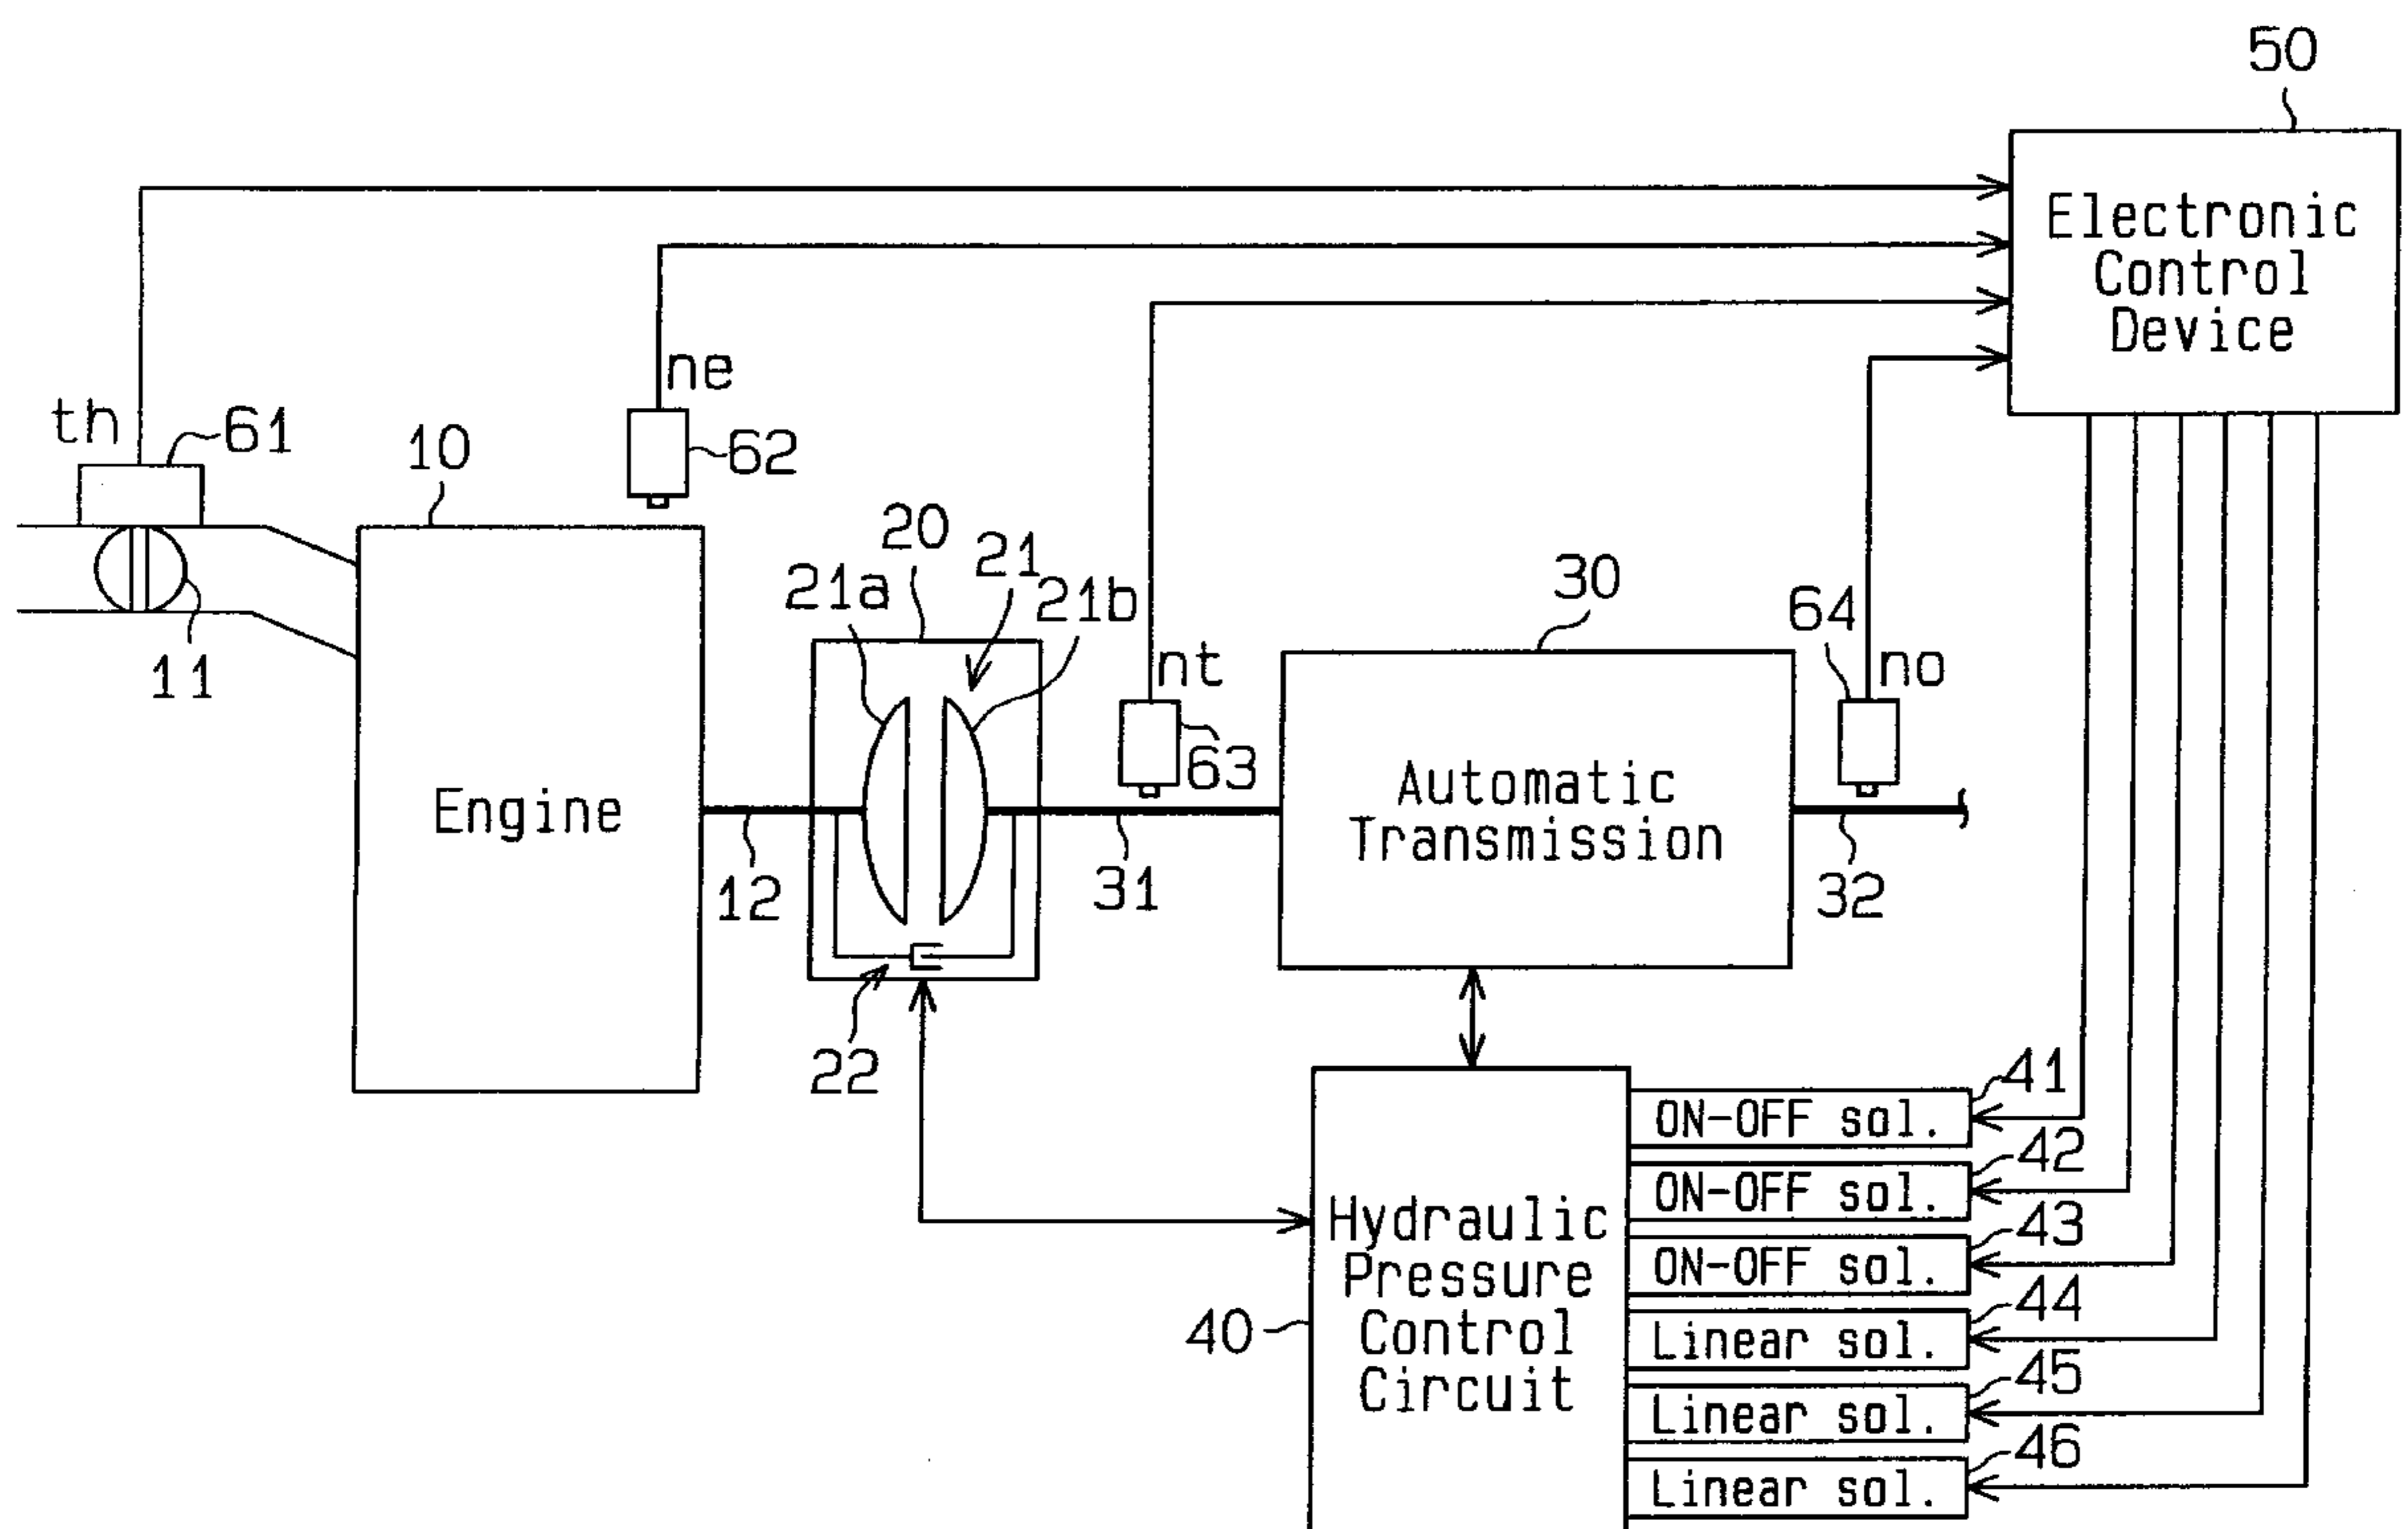 50
Electronic
Control
Device
ne
th
61
10
62
20
21
21a
21b
30
64
11
nt
no
63
Engine
Automatic
Transmission
12
31
32
22
41
ON-OFF sol.
42
ON-OFF sol.
43
ON-OFF sol.
Hydraulic
Pressure
Control
Circuit
40
44
Linear sol.
45
Linear sol.
46
Linear sol.